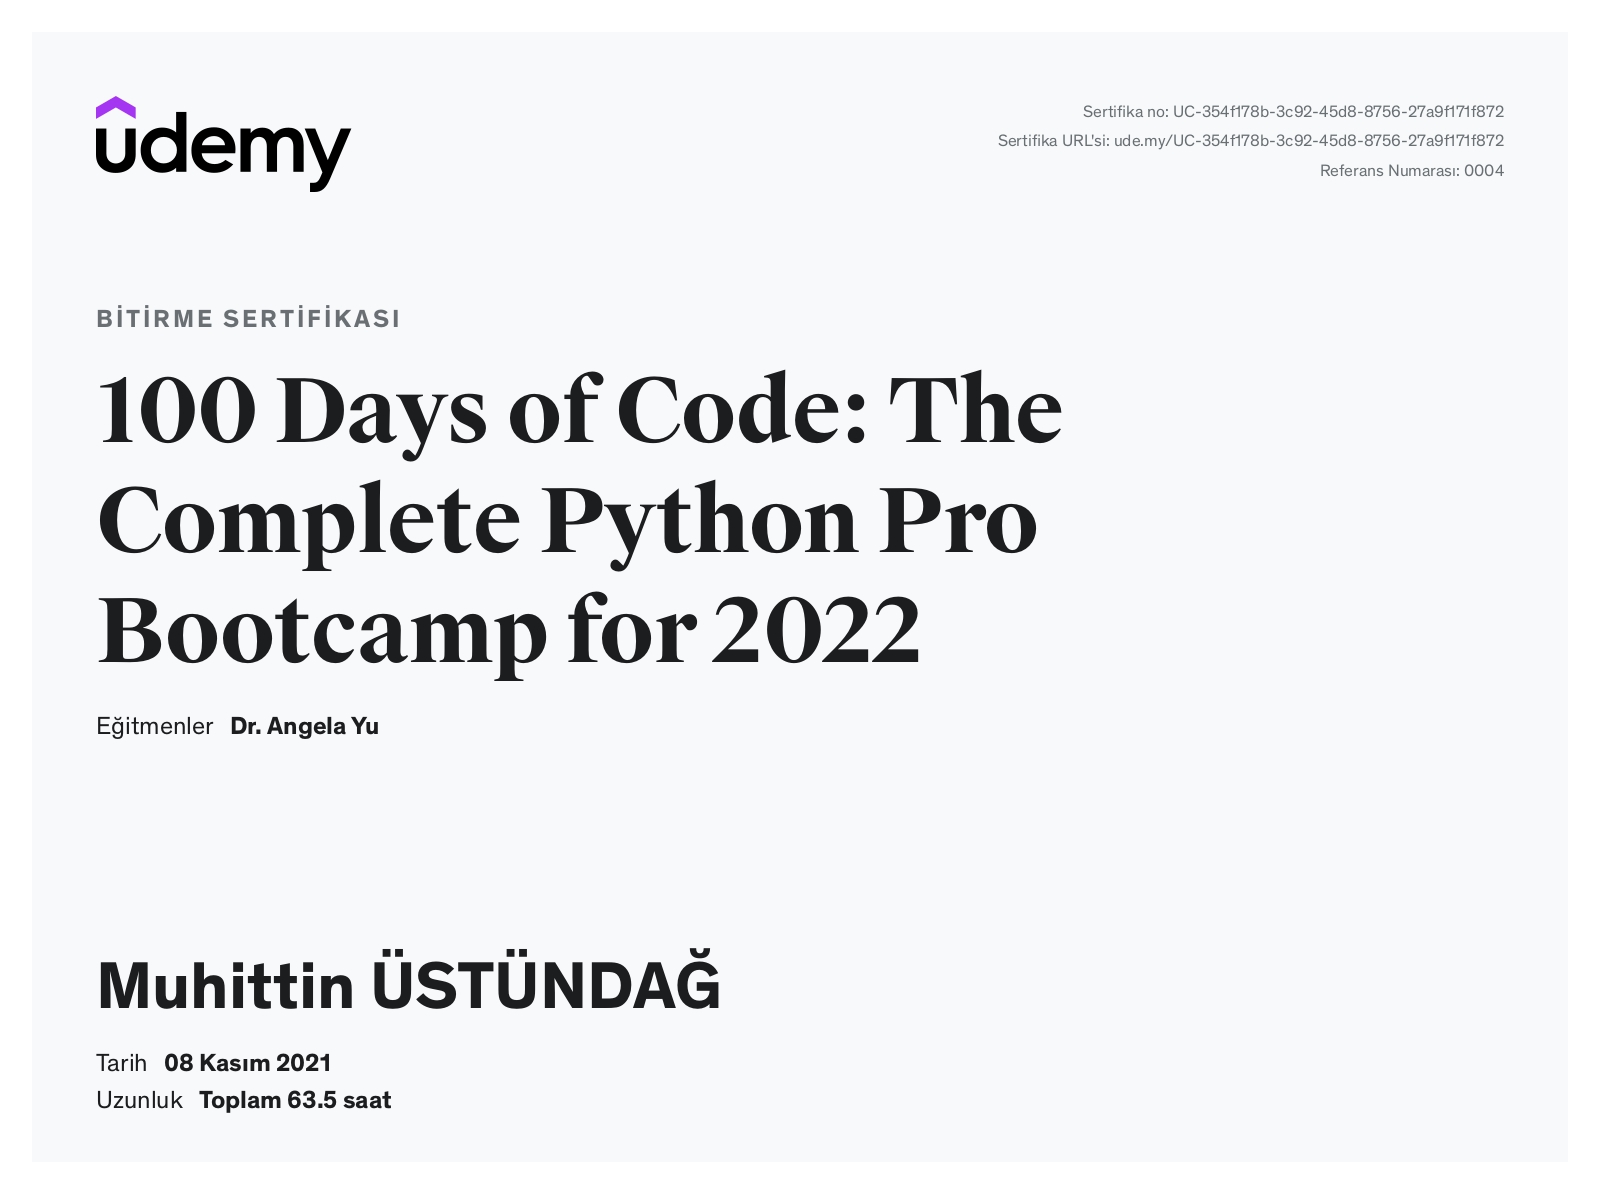 udemy
Sertifika no: UC-354f178b-3c92-45d8-8756-27a9f171f872
Sertifika URL'si: ude.my/UC-354f178b-3c92-45d8-8756-27a9f171f872
Referans Numarası: 0004
BİTİRME SERTİFİKASI
100 Days of Code: The
Complete Python Pro
Bootcamp for 2022
Eğitmenler Dr. Angela Yu
Muhittin ÜSTÜNDAĞ
Tarih 08 Kasım 2021
Uzunluk Toplam 63.5 saat